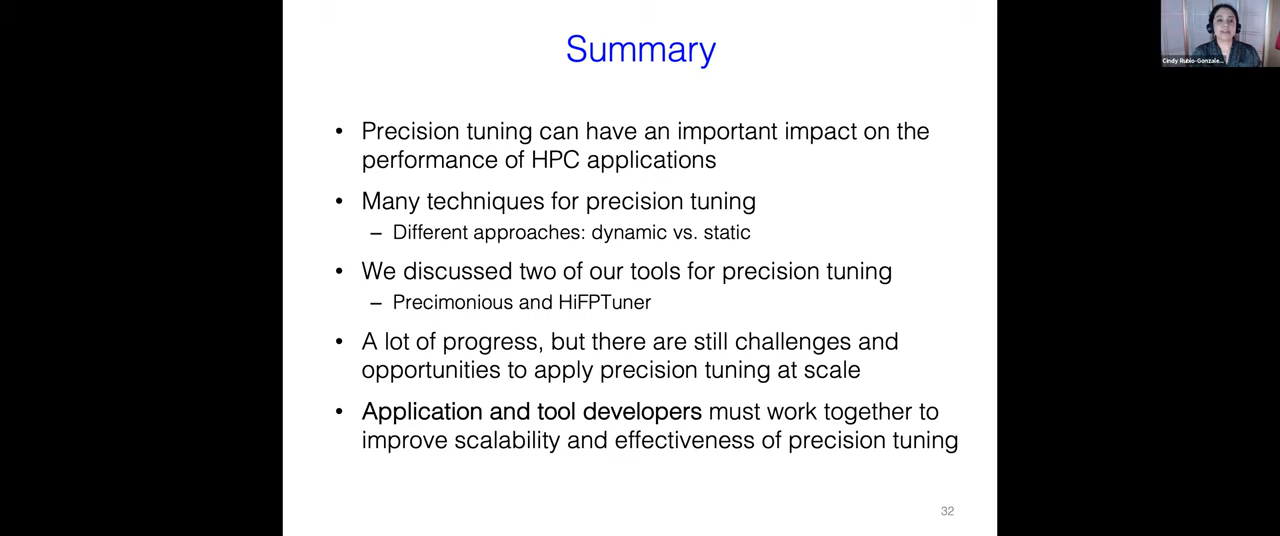 Summary
Cindy Rubio-Gonzale...
• Precision tuning can have an important impact on the
performance of HPC applications
• Many techniques for precision tuning
– Different approaches: dynamic vs. static
• We discussed two of our tools for precision tuning
– Precimonious and HiFPTuner
• A lot of progress, but there are still challenges and
opportunities to apply precision tuning at scale
• Application and tool developers must work together to
improve scalability and effectiveness of precision tuning
32